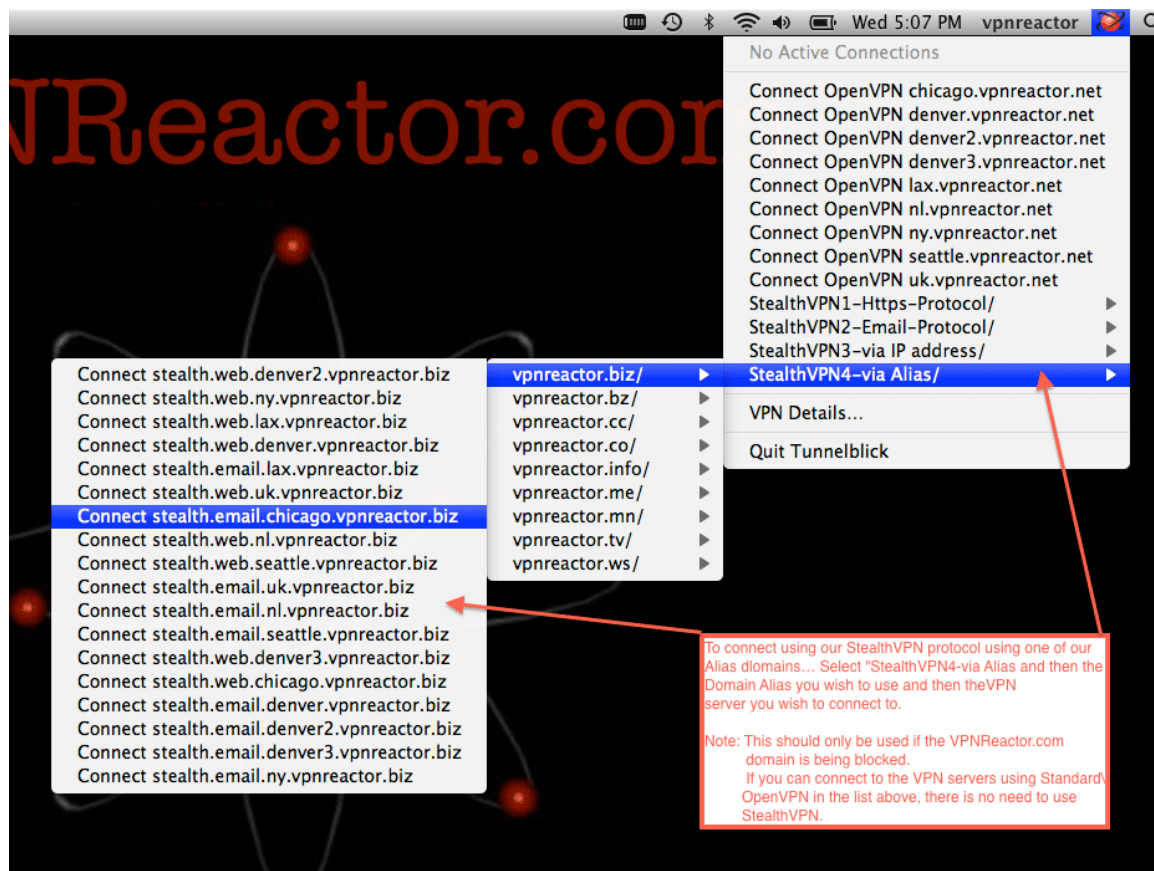 Wed 5:07 PM vpnreactor
NReactor.com
No Active Connections
Connect OpenVPN chicago.vpnreactor.net
Connect OpenVPN denver.vpnreactor.net
Connect OpenVPN denver2.vpnreactor.net
Connect OpenVPN denver3.vpnreactor.net
Connect OpenVPN lax.vpnreactor.net
Connect OpenVPN nl.vpnreactor.net
Connect OpenVPN ny.vpnreactor.net
Connect OpenVPN seattle.vpnreactor.net
Connect OpenVPN uk.vpnreactor.net
StealthVPN1-Https-Protocol/
StealthVPN2-Email-Protocol/
StealthVPN3-via IP address/
StealthVPN4-via Alias/
VPN Details...
Quit Tunnelblick
vpnreactor.biz/
vpnreactor.bz/
vpnreactor.cc/
vpnreactor.co/
vpnreactor.info/
vpnreactor.me/
vpnreactor.mn/
vpnreactor.tv/
vpnreactor.ws/
Connect stealth.web.denver2.vpnreactor.biz
Connect stealth.web.ny.vpnreactor.biz
Connect stealth.web.lax.vpnreactor.biz
Connect stealth.web.denver.vpnreactor.biz
Connect stealth.email.lax.vpnreactor.biz
Connect stealth.web.uk.vpnreactor.biz
Connect stealth.email.chicago.vpnreactor.biz
Connect stealth.web.nl.vpnreactor.biz
Connect stealth.web.seattle.vpnreactor.biz
Connect stealth.email.uk.vpnreactor.biz
Connect stealth.email.nl.vpnreactor.biz
Connect stealth.email.seattle.vpnreactor.biz
Connect stealth.web.denver3.vpnreactor.biz
Connect stealth.web.chicago.vpnreactor.biz
Connect stealth.email.denver.vpnreactor.biz
Connect stealth.email.denver2.vpnreactor.biz
Connect stealth.email.denver3.vpnreactor.biz
Connect stealth.email.ny.vpnreactor.biz
To connect using our StealthVPN protocol using one of our
Alias dlomains... Select "StealthVPN4-via Alias and then the
Domain Alias you wish to use and then theVPN
server you wish to connect to.
Note: This should only be used if the VPNReactor.com
domain is being blocked.
If you can connect to the VPN servers using StandardV
OpenVPN in the list above, there is no need to use
StealthVPN.